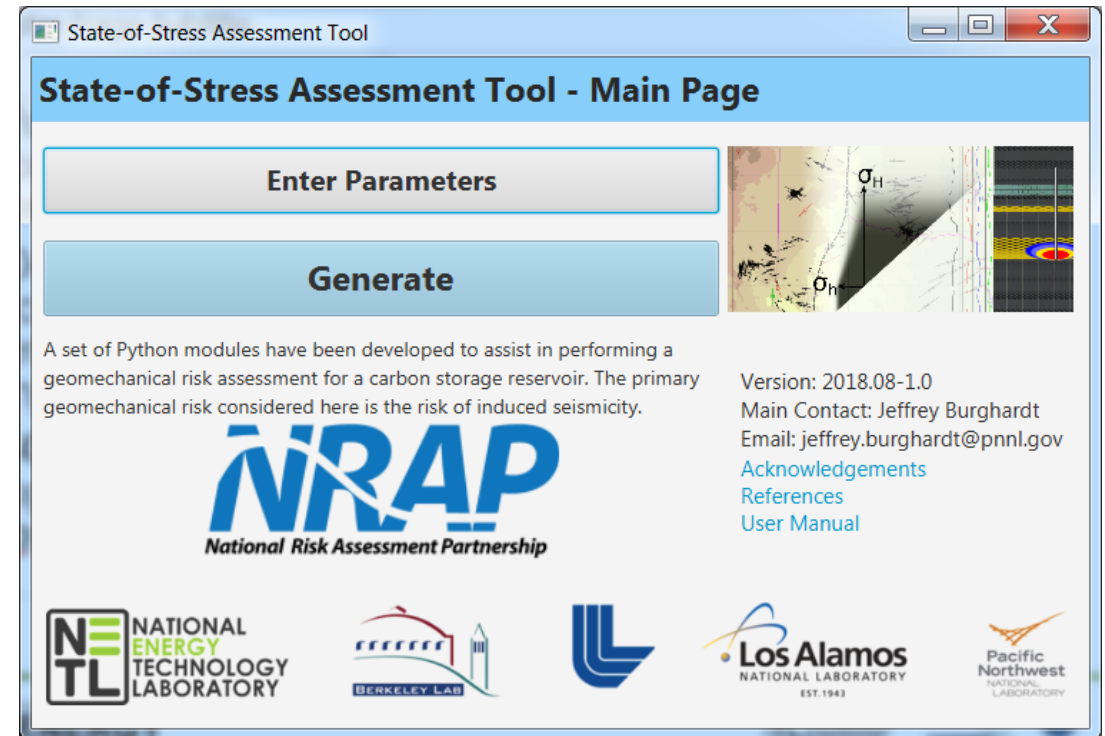 State-of-Stress Assessment Tool
State-of-Stress Assessment Tool - Main Page
Enter Parameters
Generate
σH
σh
A set of Python modules have been developed to assist in performing a
geomechanical risk assessment for a carbon storage reservoir. The primary
geomechanical risk considered here is the risk of induced seismicity.
Version: 2018.08-1.0
Main Contact: Jeffrey Burghardt
Email: jeffrey.burghardt@pnnl.gov
Acknowledgements
References
User Manual
NRAP
National Risk Assessment Partnership
NE
TL
NATIONAL
ENERGY
TECHNOLOGY
LABORATORY
BERKELEY LAB
Los Alamos
NATIONAL LABORATORY
EST. 1943
Pacific
Northwest
NATIONAL
LABORATORY